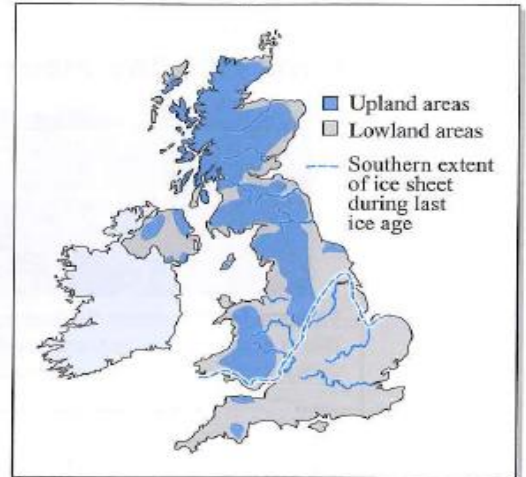 Upland areas
Lowland areas
Southern extent
of ice sheet
during last
ice age